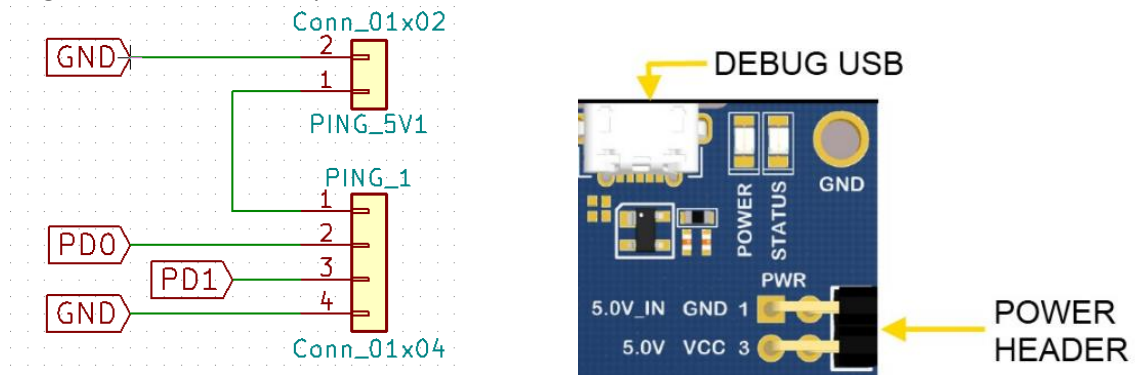 Conn_01x02
GND
2
1
PING_5V1
PING_1
1
PD0
2
PD1
3
GND
4
Conn_01x04
DEBUG USB
POWER
STATUS
GND
PWR
5.0V_IN GND 1
5.0V VCC 3
POWER
HEADER